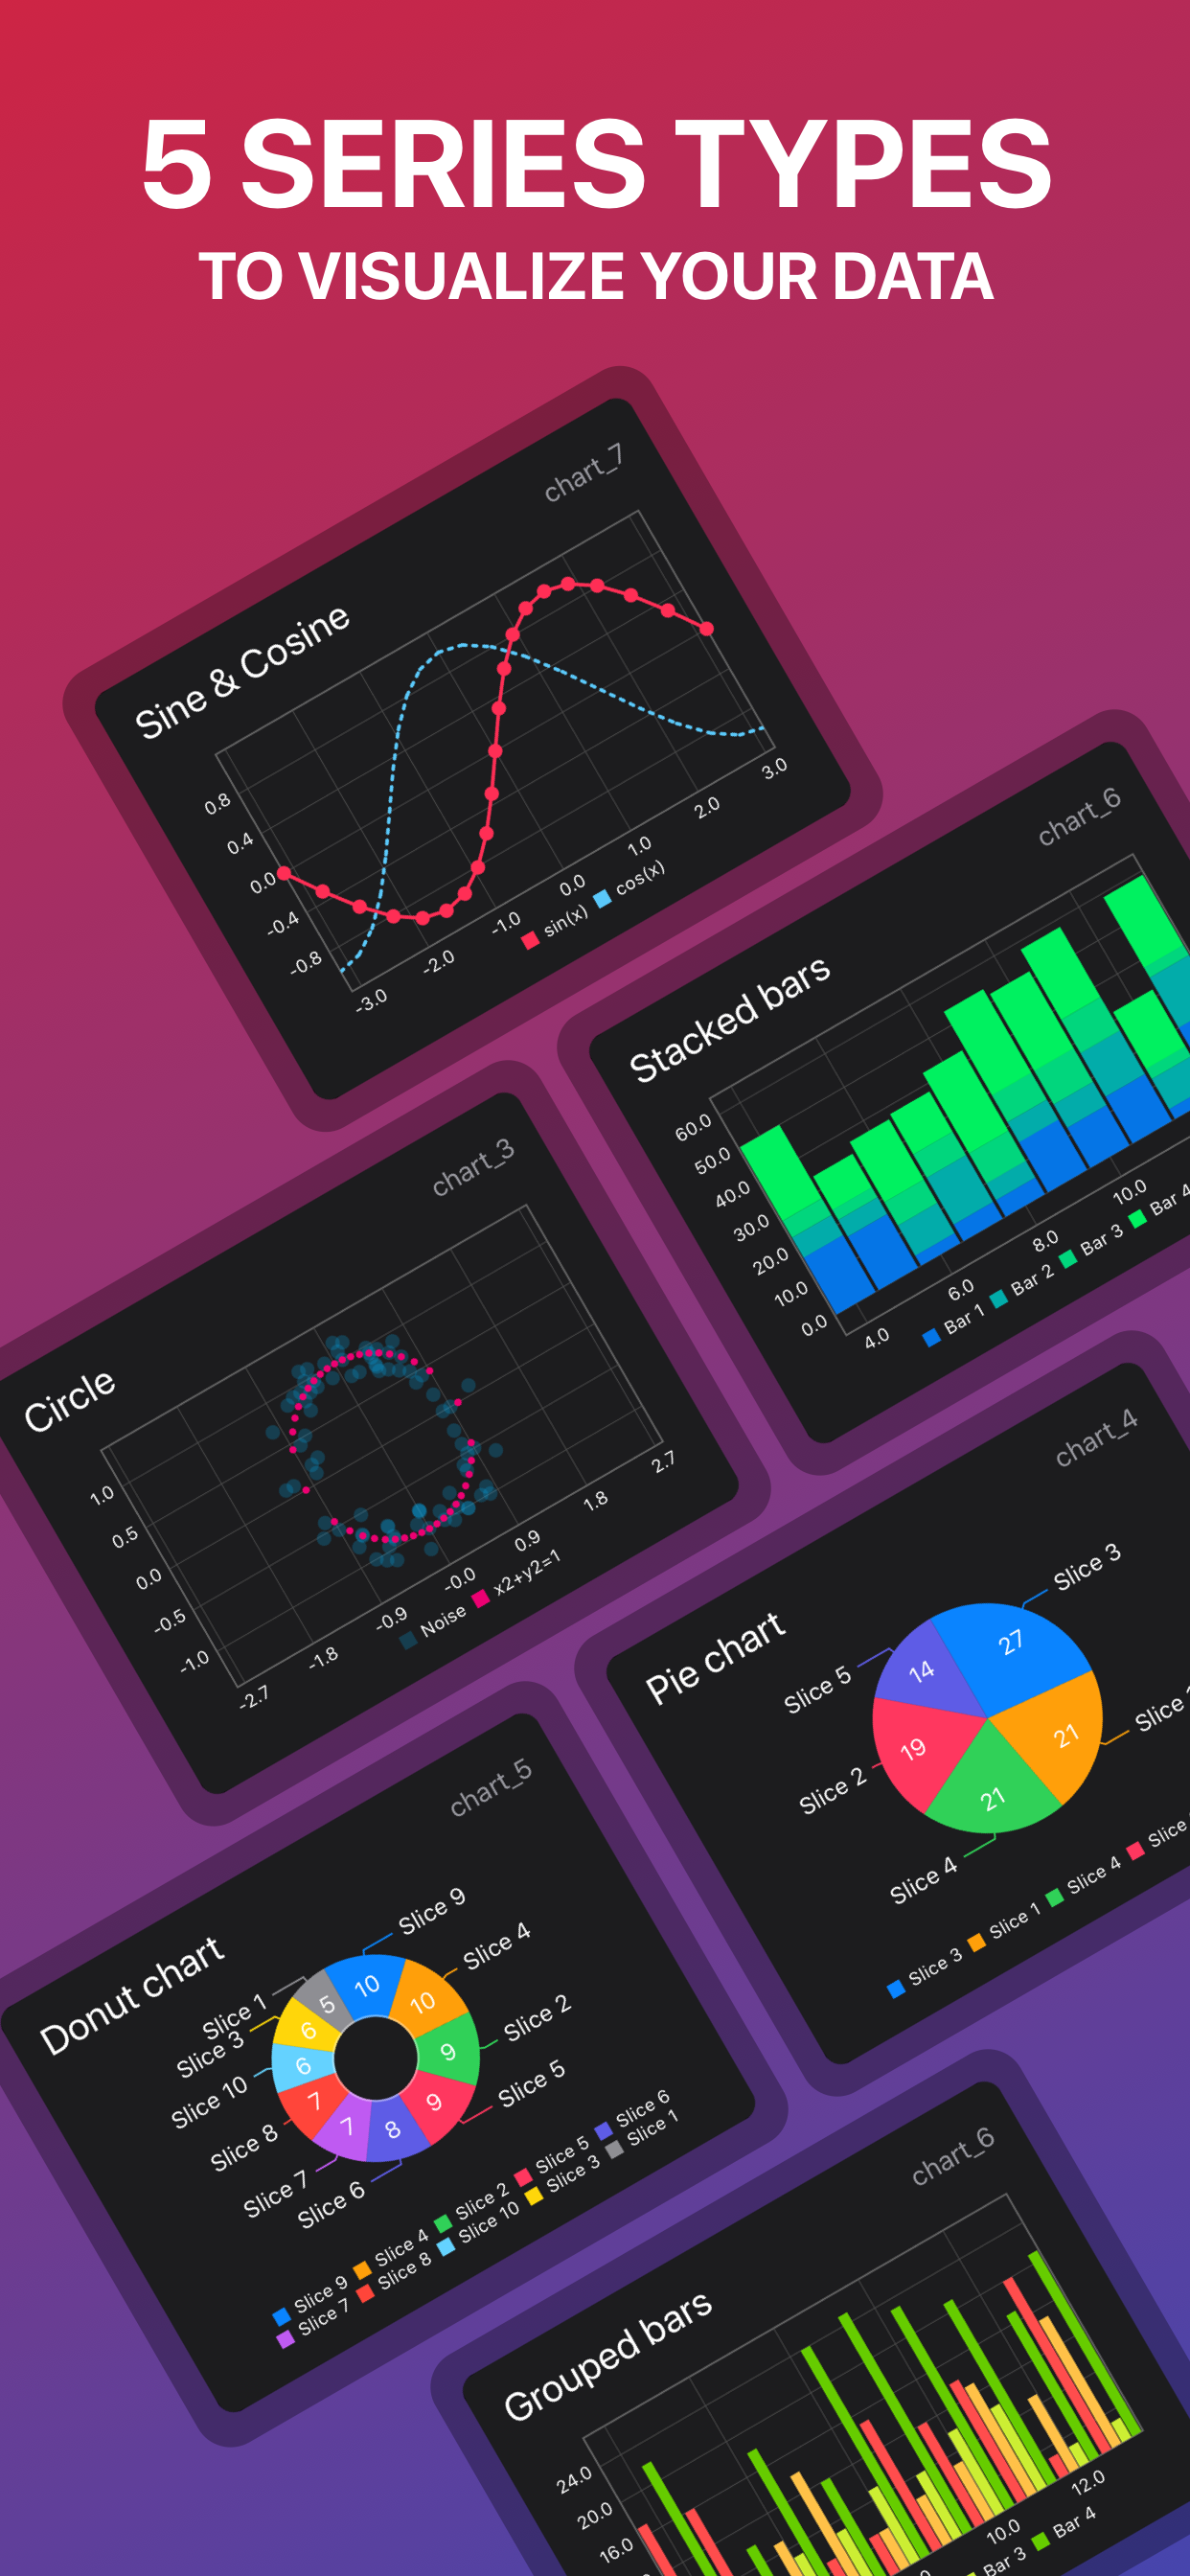 5 SERIES TYPES
TO VISUALIZE YOUR DATA
chart_7
Sine & Cosine
0.8
0.4
0.0
-0.4
-0.8
-3.0
-2.0
-1.0
0.0
1.0
2.0
3.0
sin(x) cos(x)
chart_6
Stacked bars
60.0
50.0
40.0
30.0
20.0
10.0
0.0
4.0
6.0
8.0
10.0
Bar 1 Bar 2 Bar 3 Bar 4
chart_3
Circle
1.0
0.5
0.0
-0.5
-1.0
-2.7
-1.8
-0.9
-0.0
0.9
1.8
2.7
Noise x2+y2=1
chart_4
Pie chart
Slice 3
27
Slice 5
14
21
Slice
Slice 2
19
21
Slice 4
Slice 3 Slice 1 Slice 4 Slice
chart_5
Donut chart
Slice 9
10
Slice 4
10
Slice 2
9
Slice 5
9
Slice 6
8
Slice 7
7
Slice 8
7
Slice 10
6
Slice 3
6
Slice 1
5
Slice 9 Slice 4 Slice 2 Slice 5 Slice 6
Slice 7 Slice 8 Slice 10 Slice 3 Slice 1
chart_6
Grouped bars
24.0
20.0
16.0
10.0
12.0
Bar 3 Bar 4